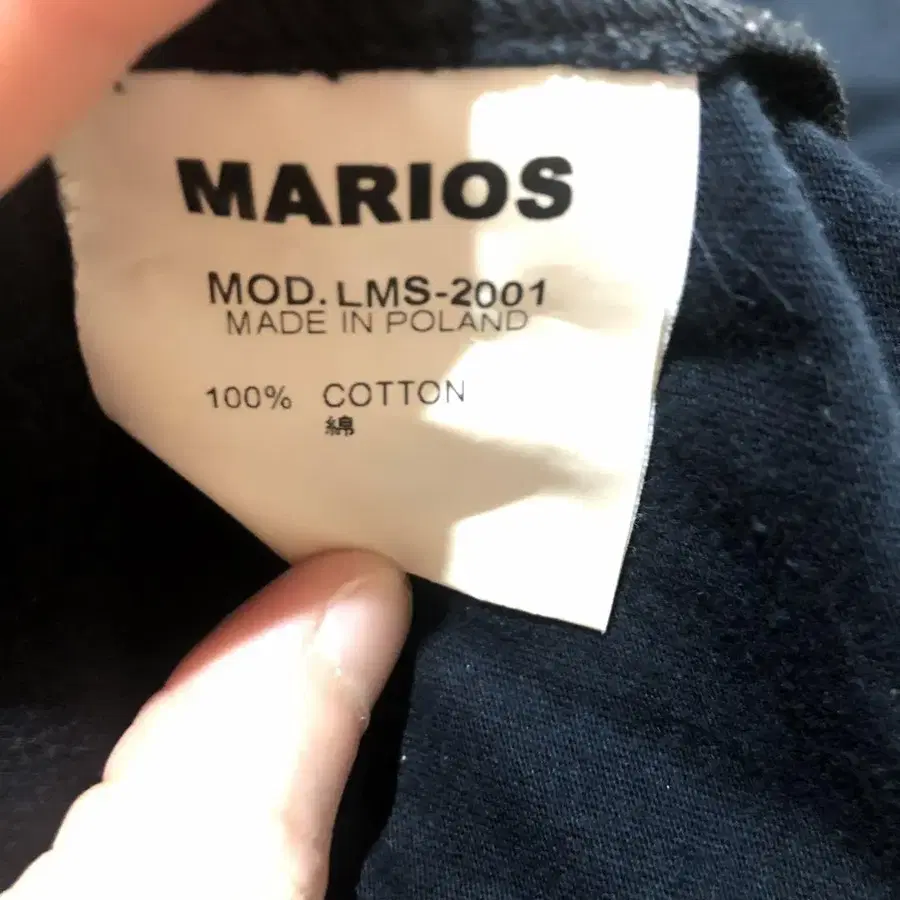 MARIOS
MOD. LMS-2001
MADE IN POLAND
100% COTTON
綿